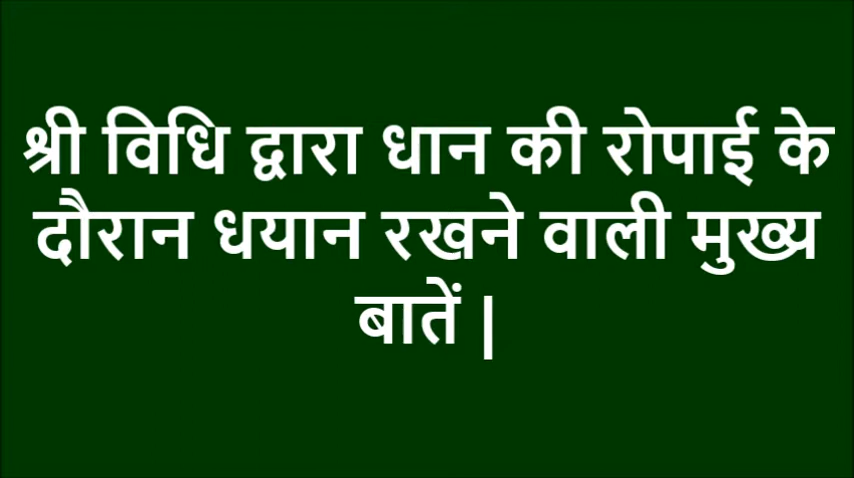 श्री विधि द्वारा धान की रोपाई के
दौरान धयान रखने वाली मुख्य
बातें |